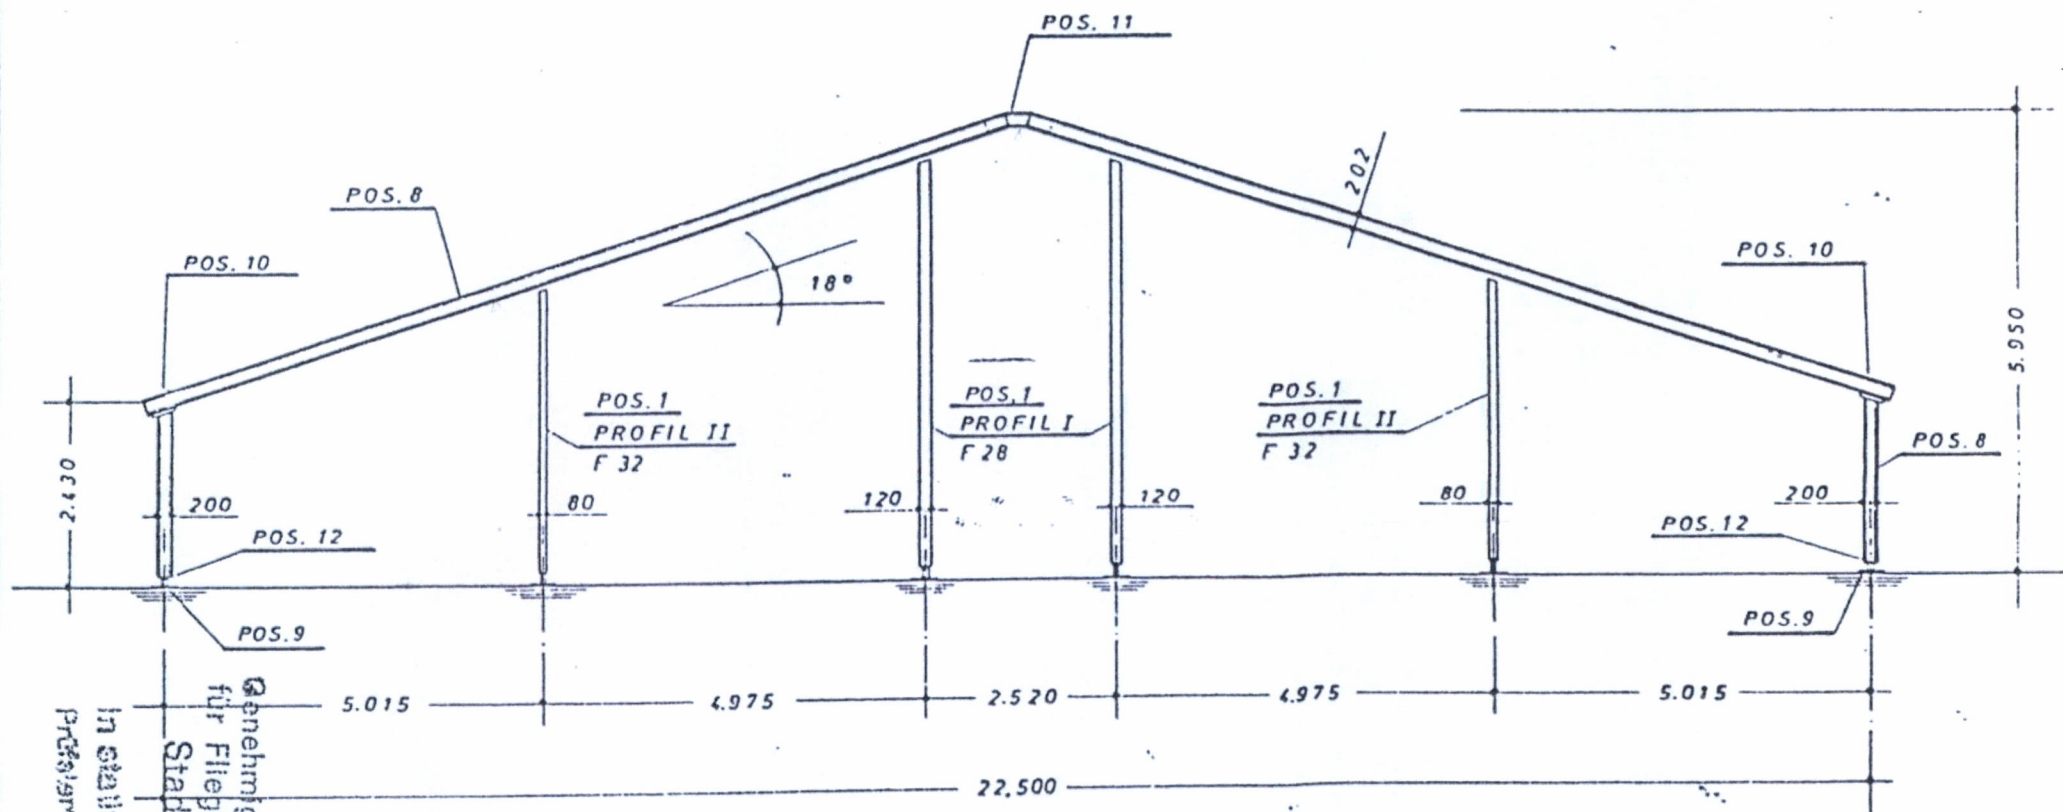 POS. 11
POS. 8
202
POS. 10
POS. 10
18°
5.950
POS. 1
PROFIL II
F 32
POS. 1
PROFIL I
F 28
POS. 1
PROFIL II
F 32
POS. 8
2.430
200
80
120
120
80
200
POS. 12
POS. 12
POS. 9
POS. 9
5.015
4.975
2.520
4.975
5.015
22,500
für